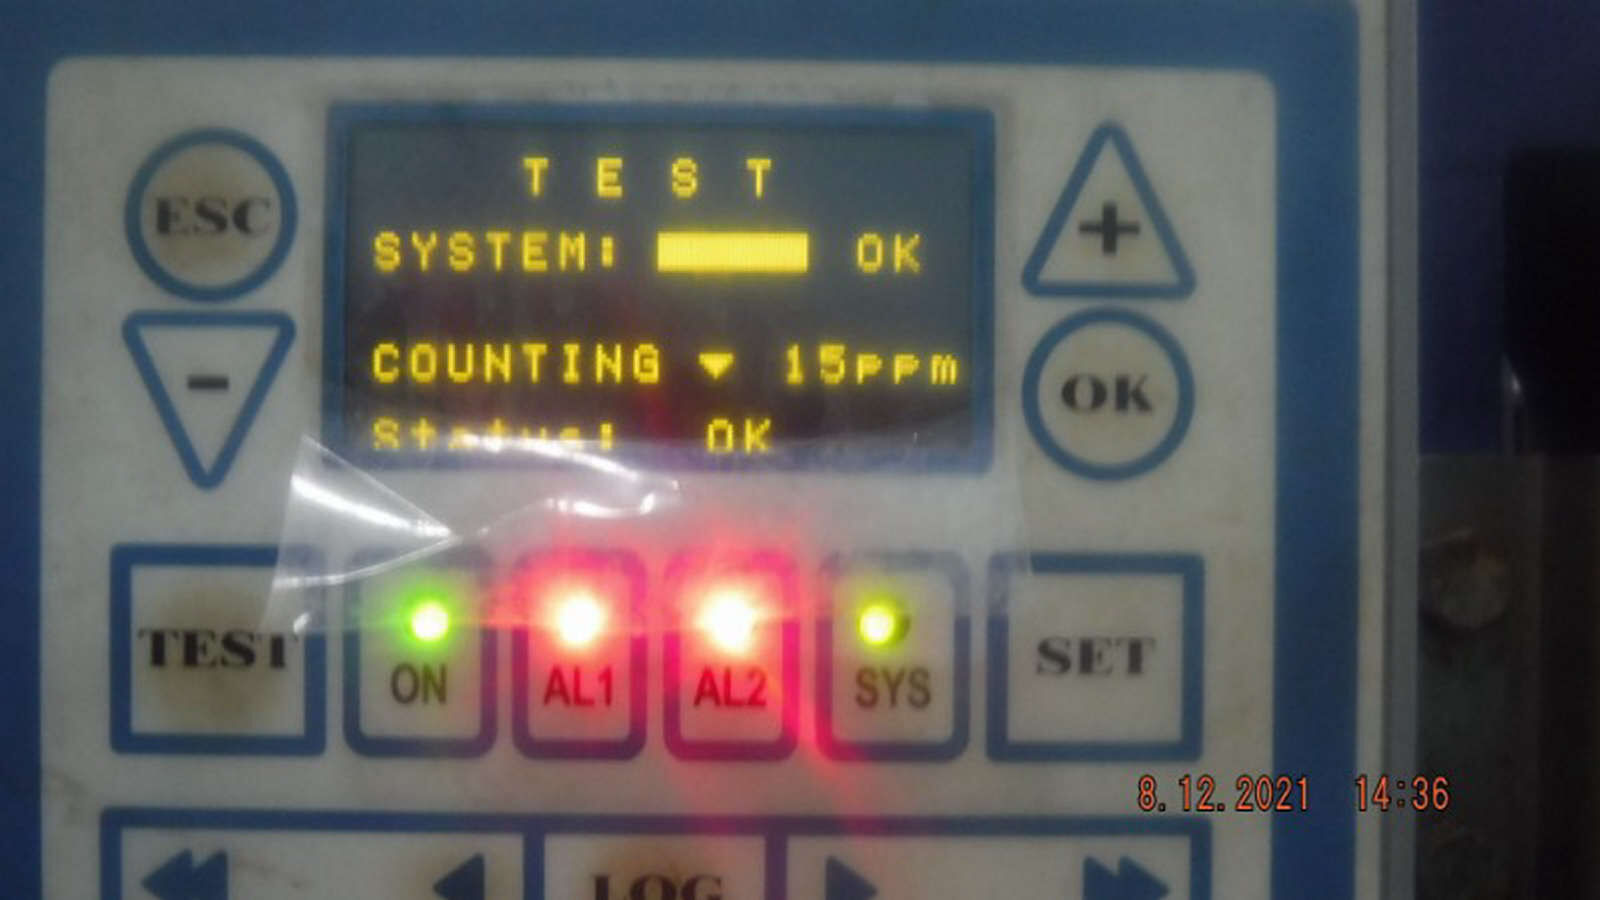 T E S T
SYSTEM: OK
COUNTING 15ppm
Status: OK
ESC
+
-
OK
TEST
ON
AL1
AL2
SYS
SET
LOG
8.12.2021 14:36